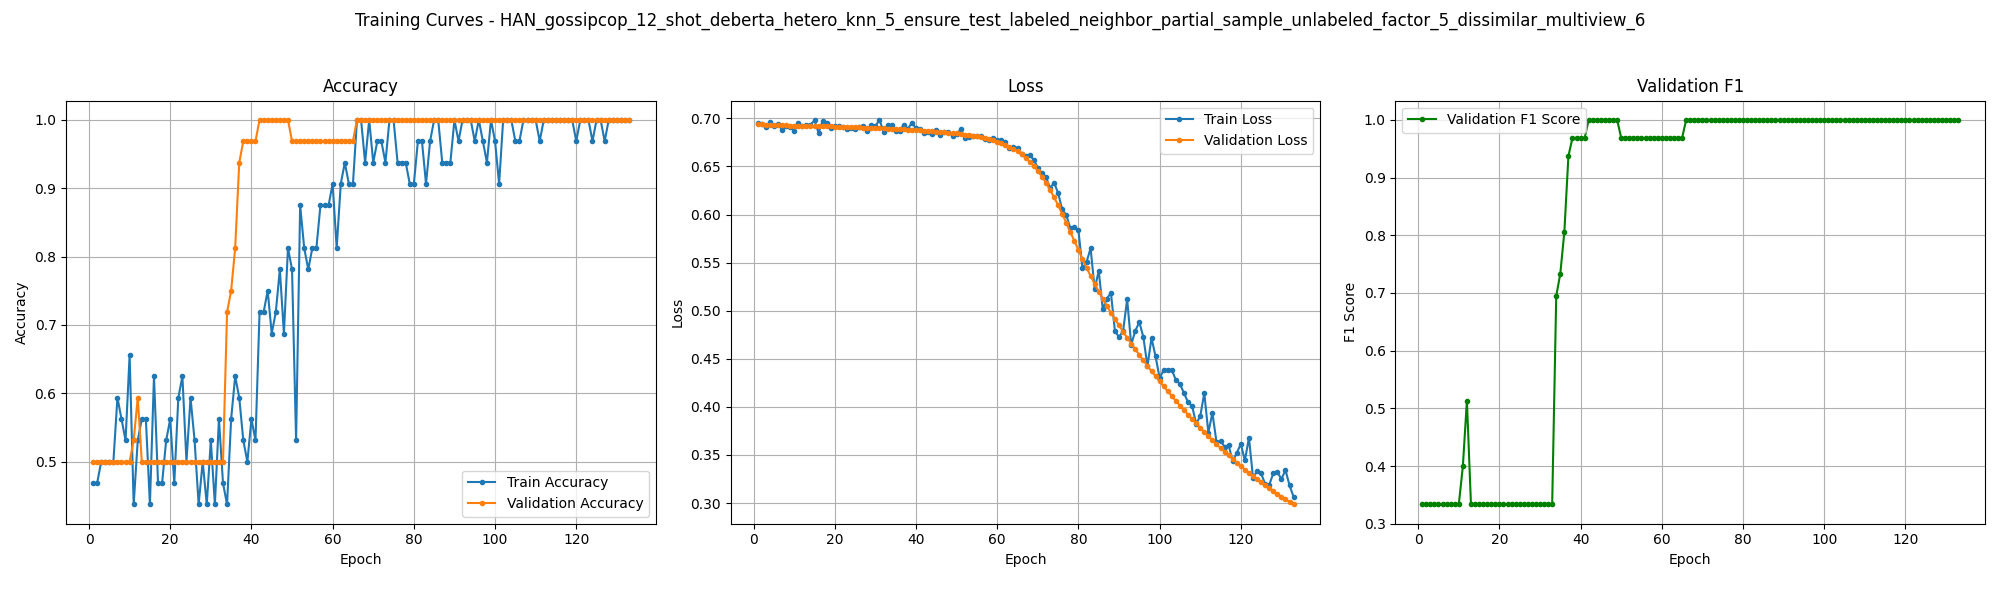 Training Curves - HAN_gossipcop_12_shot_deberta_hetero_knn_5_ensure_test_labeled_neighbor_partial_sample_unlabeled_factor_5_dissimilar_multiview_6
Accuracy
1.0
0.9
0.8
0.7
0.6
0.5
Accuracy
Train Accuracy
Validation Accuracy
0 20 40 60 80 100 120
Epoch
Loss
0.70
0.65
0.60
0.55
0.50
0.45
0.40
0.35
0.30
Loss
Train Loss
Validation Loss
0 20 40 60 80 100 120
Epoch
Validation F1
1.0
0.9
0.8
0.7
0.6
0.5
0.4
0.3
F1 Score
Validation F1 Score
0 20 40 60 80 100 120
Epoch